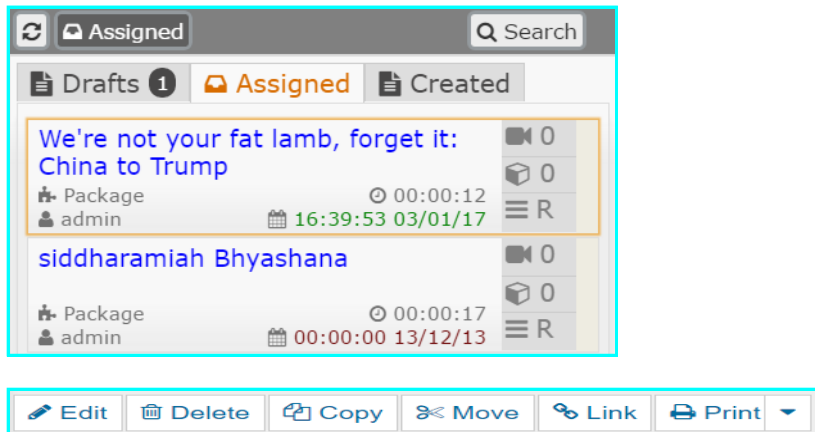 Assigned Search
Drafts 1 Assigned Created
We're not your fat lamb, forget it:
China to Trump
0
0
Package 00:00:12
admin 16:39:53 03/01/17
R
siddharamiah Bhyashana
0
0
Package 00:00:17
admin 00:00:00 13/12/13
R
Edit Delete Copy Move Link Print